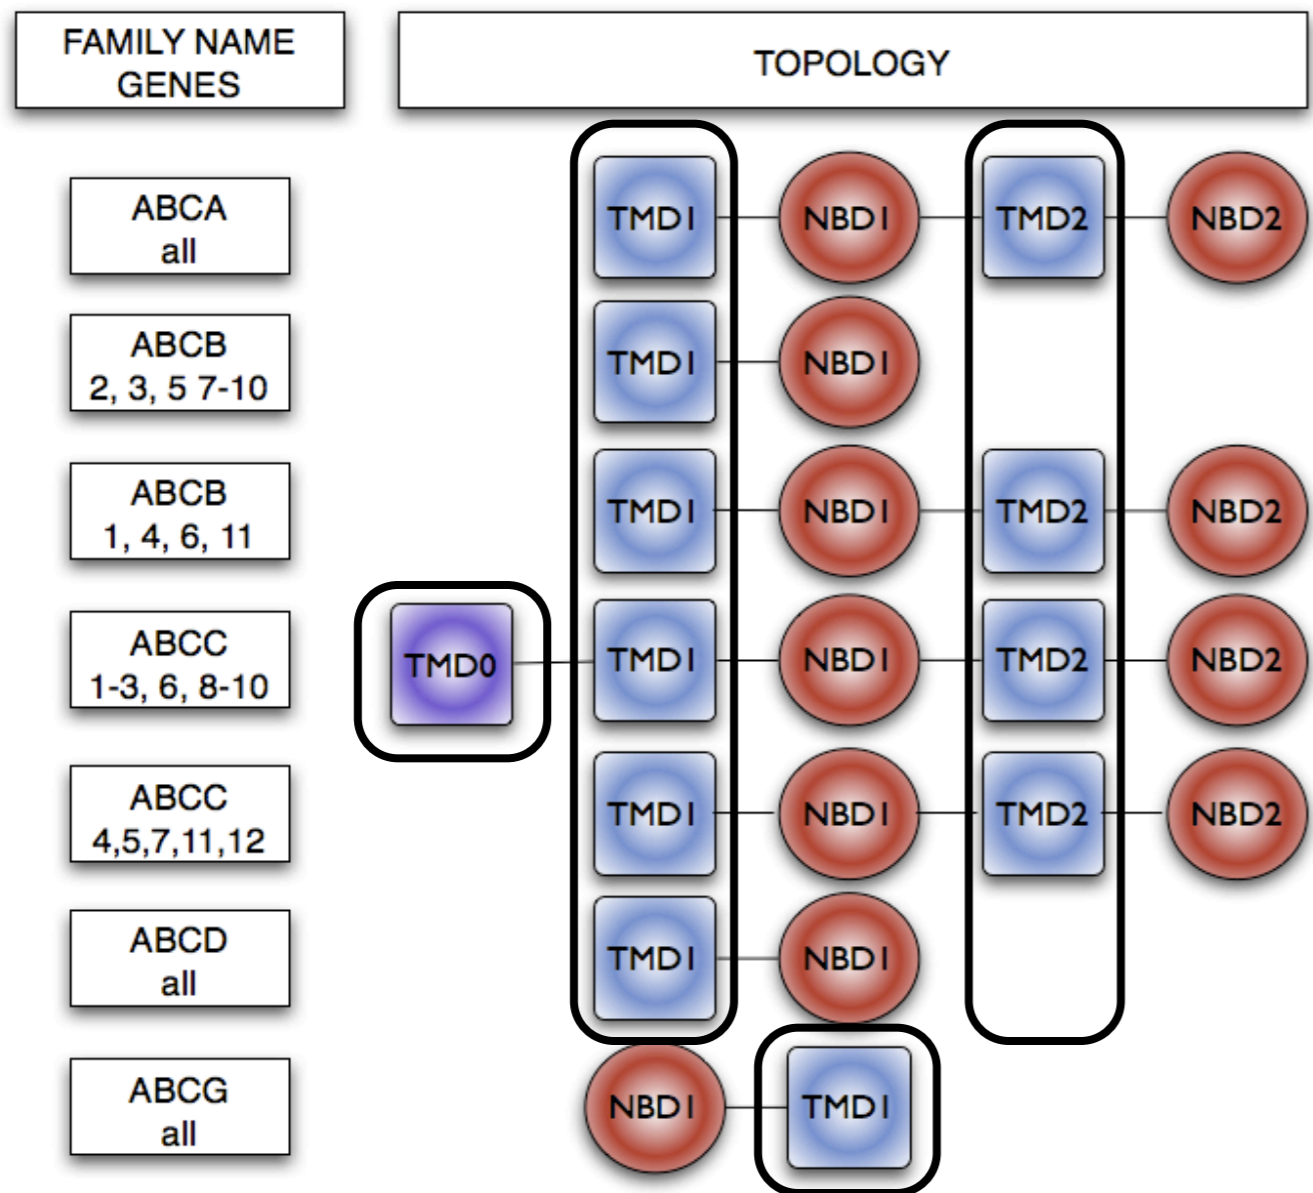 FAMILY NAME
GENES
TOPOLOGY
ABCA
all
TMD1 NBD1 TMD2 NBD2
ABCB
2, 3, 5 7-10
TMD1 NBD1
ABCB
1, 4, 6, 11
TMD1 NBD1 TMD2 NBD2
ABCC
1-3, 6, 8-10
TMD0 TMD1 NBD1 TMD2 NBD2
ABCC
4,5,7,11,12
TMD1 NBD1 TMD2 NBD2
ABCD
all
TMD1 NBD1
ABCG
all
NBD1 TMD1